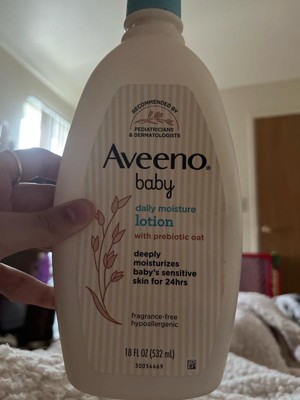 RECOMMENDED BY
PEDIATRICIANS
& DERMATOLOGISTS
Aveeno®
baby
daily moisture
lotion
with prebiotic oat
deeply
moisturizes
baby's sensitive
skin for 24hrs
fragrance-free
hypoallergenic
18 FL OZ (532 mL)
30054669